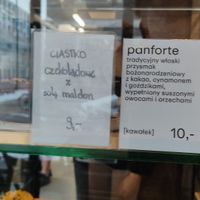 CIASTKO
czekoladowe
z
solą maldon
9,-
panforte
tradycyjny włoski
przysmak
bożonarodzeniowy
z kakao, cynamonem
i goździkami,
wypełniony suszonymi
owocami i orzechami
[kawałek] 10,-